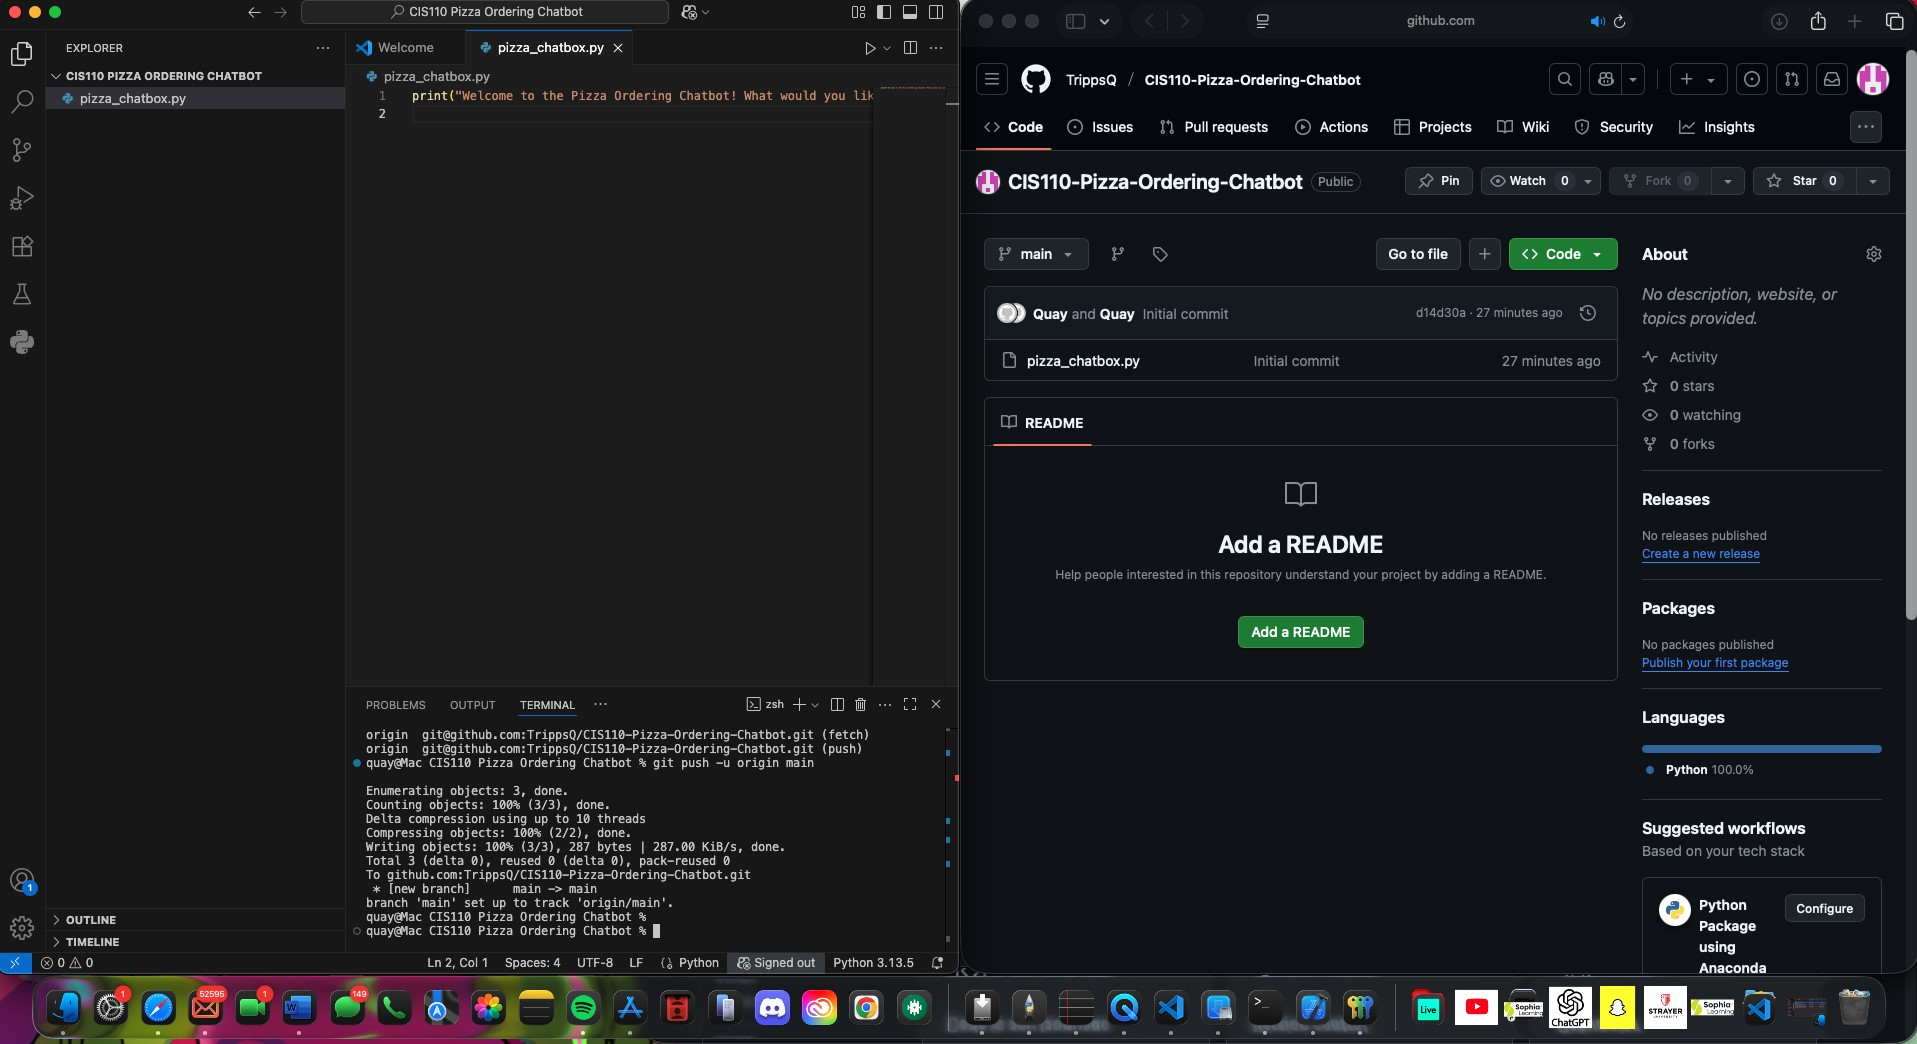 CIS110 Pizza Ordering Chatbot
EXPLORER
CIS110 PIZZA ORDERING CHATBOT
pizza_chatbox.py
Welcome
pizza_chatbox.py
pizza_chatbox.py
1 print("Welcome to the Pizza Ordering Chatbot! What would you lik
2
PROBLEMS OUTPUT TERMINAL
zsh
origin git@github.com:TrippsQ/CIS110-Pizza-Ordering-Chatbot.git (fetch)
origin git@github.com:TrippsQ/CIS110-Pizza-Ordering-Chatbot.git (push)
quay@Mac CIS110 Pizza Ordering Chatbot % git push -u origin main
Enumerating objects: 3, done.
Counting objects: 100% (3/3), done.
Delta compression using up to 10 threads
Compressing objects: 100% (2/2), done.
Writing objects: 100% (3/3), 287 bytes | 287.00 KiB/s, done.
Total 3 (delta 0), reused 0 (delta 0), pack-reused 0
To github.com:TrippsQ/CIS110-Pizza-Ordering-Chatbot.git
* [new branch] main -> main
branch 'main' set up to track 'origin/main'.
quay@Mac CIS110 Pizza Ordering Chatbot %
quay@Mac CIS110 Pizza Ordering Chatbot %
1
OUTLINE
TIMELINE
0 0
Ln 2, Col 1 Spaces: 4 UTF-8 LF Python Signed out Python 3.13.5
github.com
TrippsQ / CIS110-Pizza-Ordering-Chatbot
Code Issues Pull requests Actions Projects Wiki Security Insights
CIS110-Pizza-Ordering-Chatbot Public
Pin Watch 0 Fork 0 Star 0
main
Go to file
Code
Quay and Quay Initial commit d14d30a · 27 minutes ago
pizza_chatbox.py Initial commit 27 minutes ago
README
Add a README
Help people interested in this repository understand your project by adding a README.
Add a README
About
No description, website, or
topics provided.
Activity
0 stars
0 watching
0 forks
Releases
No releases published
Create a new release
Packages
No packages published
Publish your first package
Languages
Python 100.0%
Suggested workflows
Based on your tech stack
Python
Package
using
Anaconda
Configure
1 52595 1 149
Live
Sophia Learning
ChatGPT
STRAYER UNIVERSITY
Sophia Learning